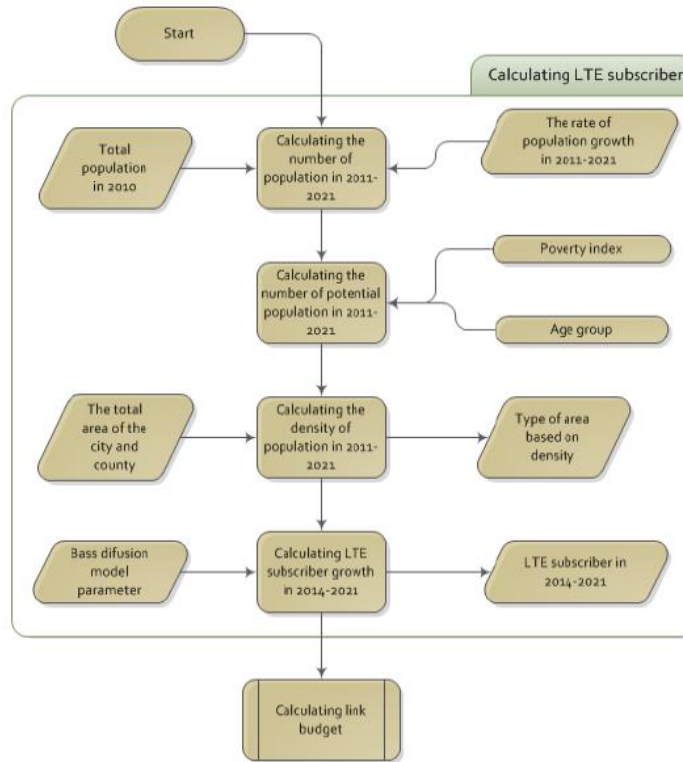 Start
Calculating LTE subscriber
Total
population
in 2010
Calculating the
number of
population in 2011-
2021
The rate of
population growth
in 2011-2021
Calculating the
number of potential
population in 2011-
2021
Poverty index
Age group
The total
area of the
city and
county
Calculating the
density of
population in 2011-
2021
Type of area
based on
density
Bass difusion
model
parameter
Calculating LTE
subscriber growth
in 2014-2021
LTE subscriber in
2014-2021
Calculating link
budget